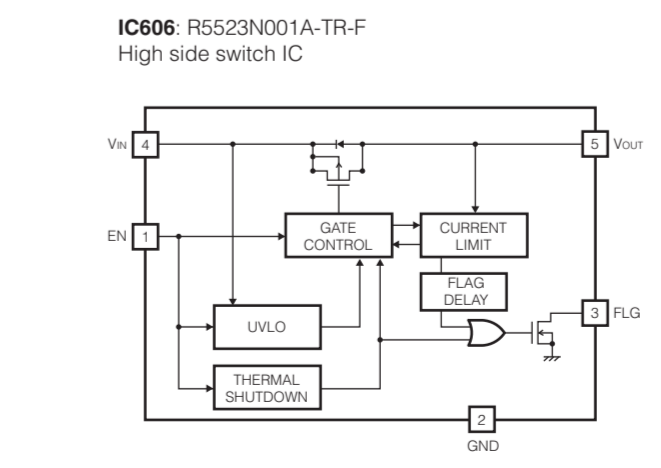 IC606: R5523N001A-TR-F
High side switch IC
VIN 4
5 VOUT
EN 1
GATE
CONTROL
CURRENT
LIMIT
FLAG
DELAY
UVLO
3 FLG
THERMAL
SHUTDOWN
2
GND